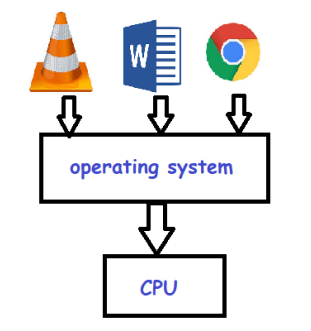 W
operating system
CPU